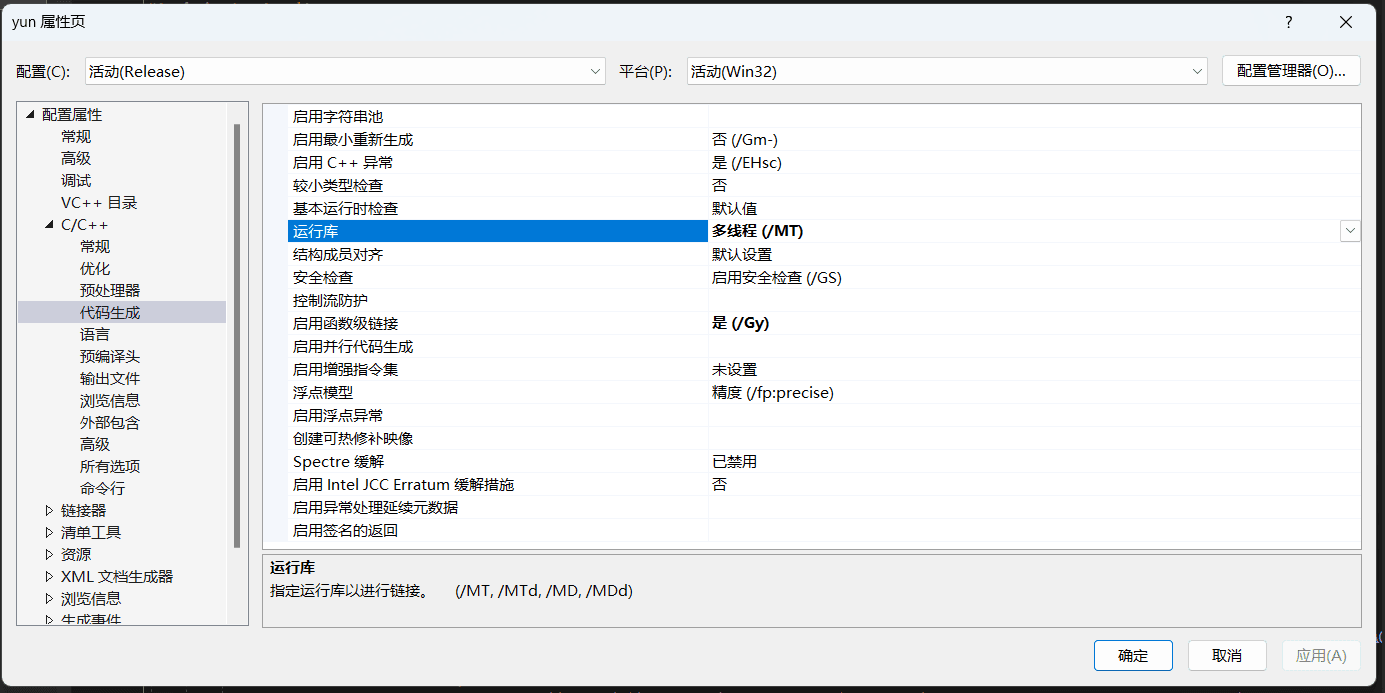 yun 属性页
?
配置(C):
活动(Release)
平台(P):
活动(Win32)
配置管理器(O)...
配置属性
常规
高级
调试
VC++ 目录
C/C++
常规
优化
预处理器
代码生成
语言
预编译头
输出文件
浏览信息
外部包含
高级
所有选项
命令行
链接器
清单工具
资源
XML 文档生成器
浏览信息
生成事件
启用字符串池
启用最小重新生成 否 (/Gm-)
启用 C++ 异常 是 (/EHsc)
较小类型检查 否
基本运行时检查 默认值
运行库 多线程 (/MT)
结构成员对齐 默认设置
安全检查 启用安全检查 (/GS)
控制流防护
启用函数级链接 是 (/Gy)
启用并行代码生成
启用增强指令集 未设置
浮点模型 精度 (/fp:precise)
启用浮点异常
创建可热修补映像
Spectre 缓解 已禁用
启用 Intel JCC Erratum 缓解措施 否
启用异常处理延续元数据
启用签名的返回
运行库
指定运行库以进行链接。 (/MT, /MTd, /MD, /MDd)
确定
取消
应用(A)